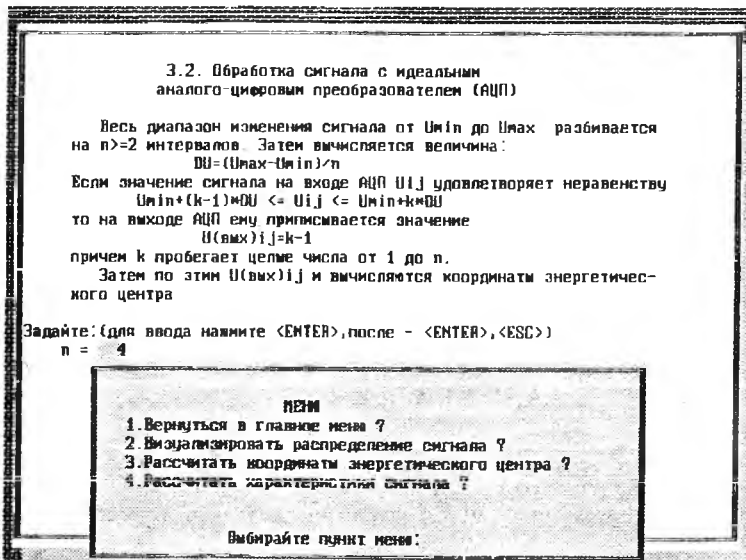 3.2. Обработка сигнала с идеальным
аналого-цифровым преобразователем (АЦП)
Весь диапазон изменения сигнала от Umin до Umax разбивается
на n>=2 интервалов. Затем вычисляется величина:
DU=(Umax-Umin)/n
Если значение сигнала на входе АЦП Uij удовлетворяет неравенству
Umin+(k-1)*DU <= Uij <= Umin+k*DU
то на выходе АЦП ему приписывается значение
U(вых)ij=k-1
причем k пробегает целые числа от 1 до n.
Затем по этим U(вых)ij и вычисляются координаты энергетичес-
кого центра
Задайте:(для ввода нажмите <ENTER>,после - <ENTER>,<ESC>)
n = 4
МЕНЮ
1.Вернуться в главное меню ?
2.Визуализировать распределение сигнала ?
3.Рассчитать координаты энергетического центра ?
4.Рассчитать характеристики сигнала ?
Выбирайте пункт меню: